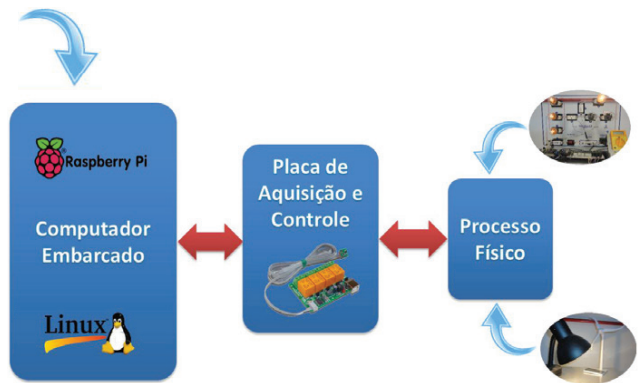 Raspberry Pi
Computador
Embarcado
Linux
Placa de
Aquisição e
Controle
Processo
Físico